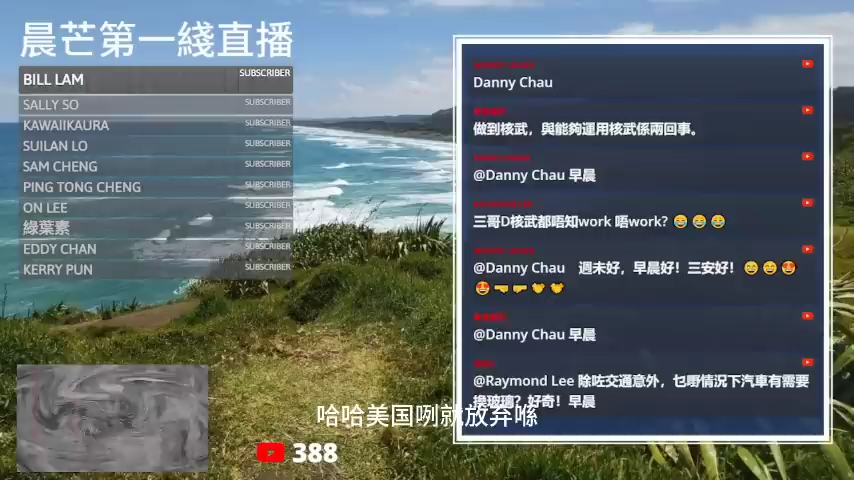 晨芒第一綫直播
BILL LAM SUBSCRIBER
SALLY SO SUBSCRIBER
KAWAIIKAURA SUBSCRIBER
SUILAN LO SUBSCRIBER
SAM CHENG SUBSCRIBER
PING TONG CHENG SUBSCRIBER
ON LEE SUBSCRIBER
綠葉素 SUBSCRIBER
EDDY CHAN SUBSCRIBER
KERRY PUN SUBSCRIBER
Danny Chau
做到核武，與能夠運用核武係兩回事。
@Danny Chau 早晨
三哥D核武都唔知work 唔work? 😂 😂 😂
@Danny Chau 週末好，早晨好！三安好！
@Danny Chau 早晨
@Raymond Lee 除咗交通意外，乜嘢情況下汽車有需要
換玻璃？好奇！早晨
哈哈美国咧就放弃喺
388